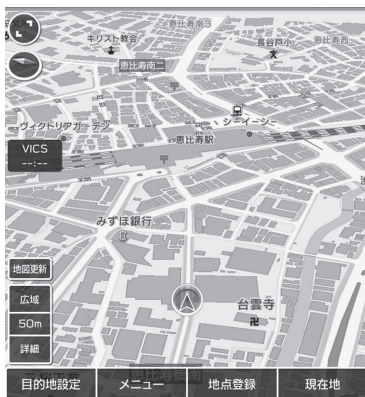 恵比寿南3
キリスト教会
長谷戸小
恵比寿西
恵比寿南二
シーイーシー
ヴィクトリアガーデン
恵比寿駅
VICS
--:--
みずほ銀行
地図更新
広域
台雲寺
50m
詳細
目的地設定
メニュー
地点登録
現在地